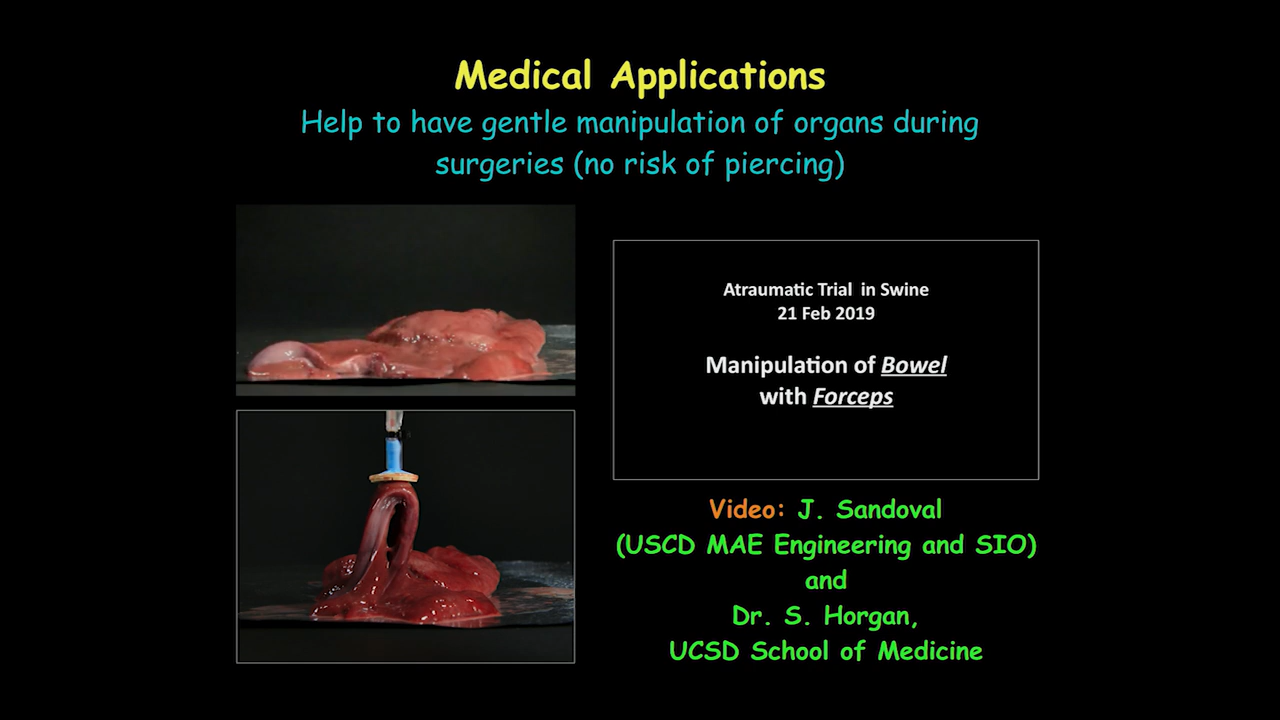 Medical Applications
Help to have gentle manipulation of organs during
surgeries (no risk of piercing)
Atraumatic Trial in Swine
21 Feb 2019
Manipulation of Bowel
with Forceps
Video: J. Sandoval
(USCD MAE Engineering and SIO)
and
Dr. S. Horgan,
UCSD School of Medicine